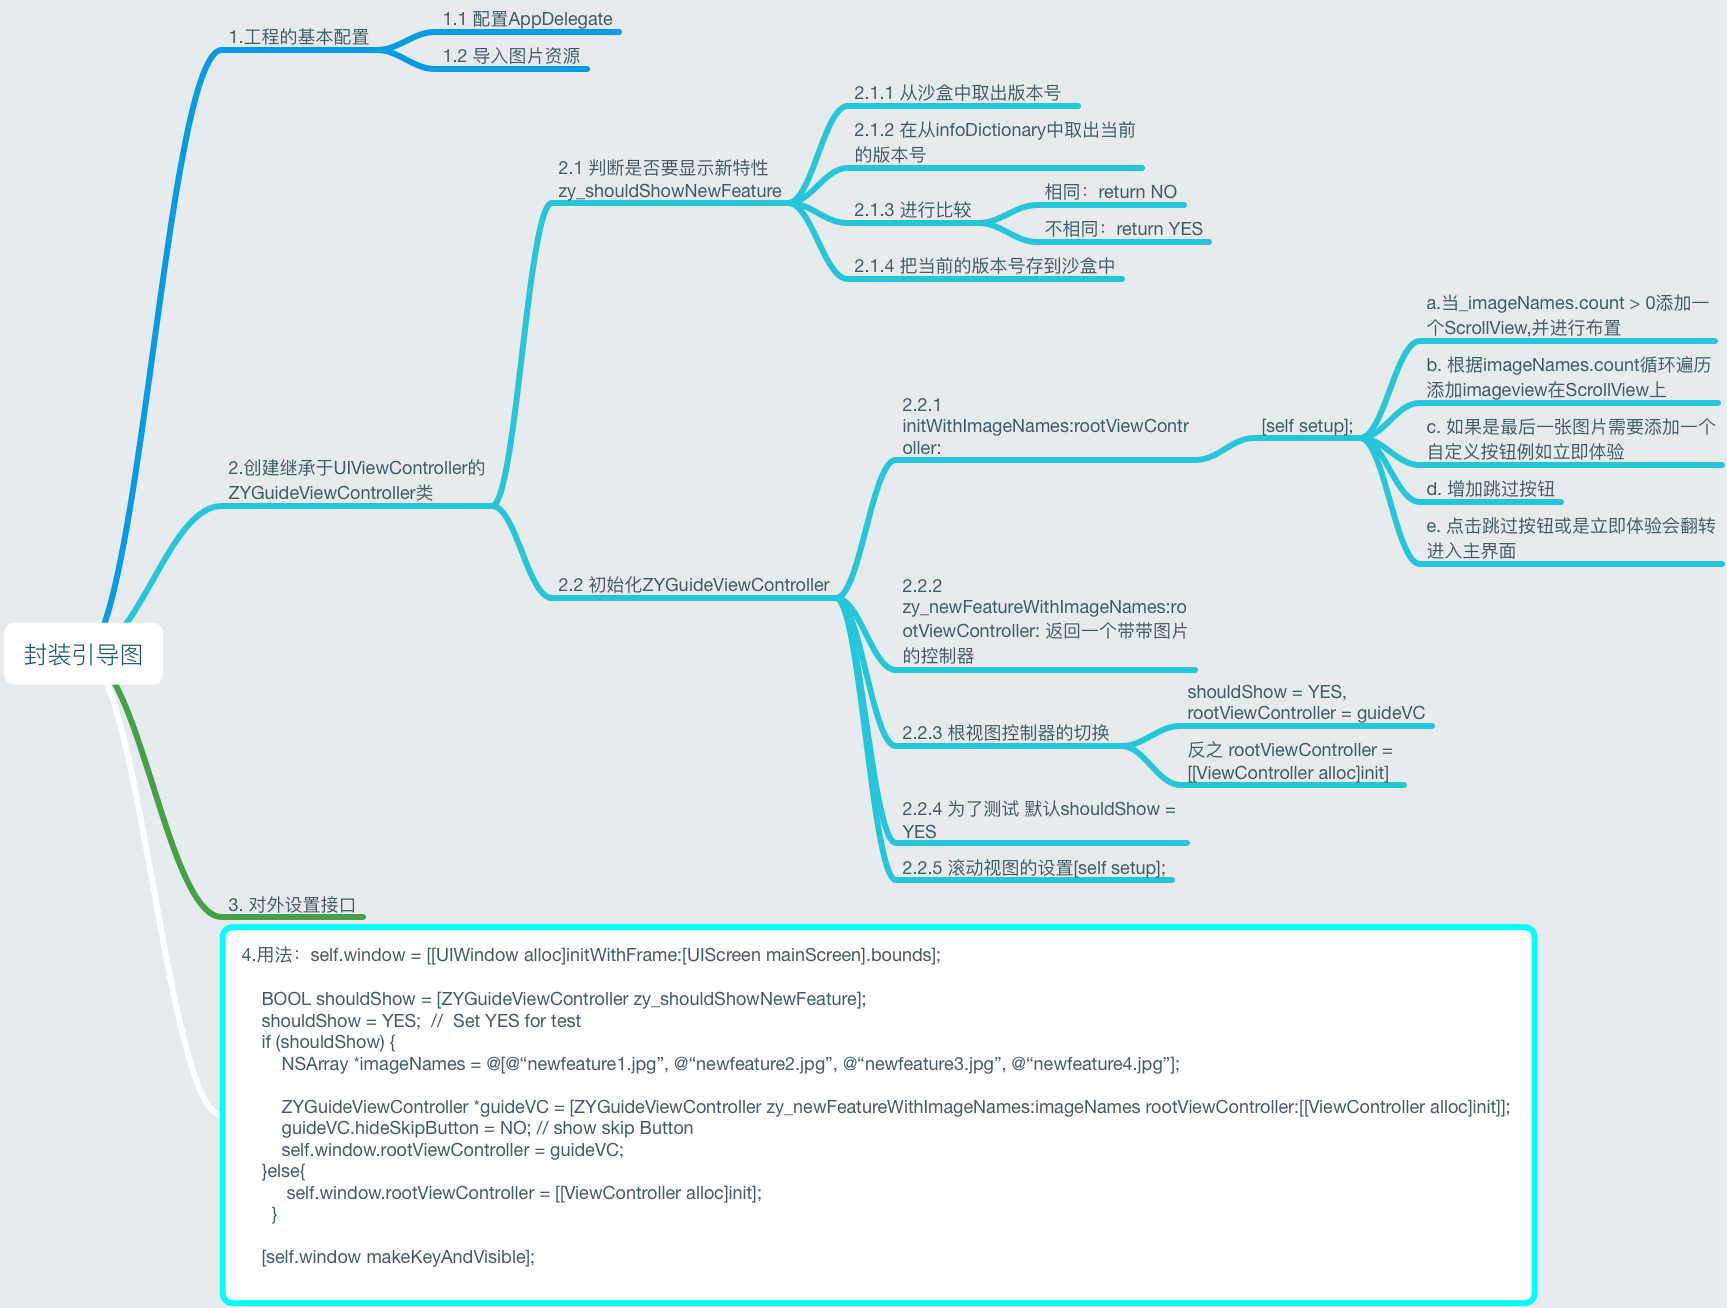 封装引导图
1.工程的基本配置
1.1 配置AppDelegate
1.2 导入图片资源
2.创建继承于UIViewController的
ZYGuideViewController类
2.1 判断是否要显示新特性
zy_shouldShowNewFeature
2.1.1 从沙盒中取出版本号
2.1.2 在从infoDictionary中取出当前
的版本号
2.1.3 进行比较
相同：return NO
不相同：return YES
2.1.4 把当前的版本号存到沙盒中
2.2 初始化ZYGuideViewController
2.2.1
initWithImageNames:rootViewContr
oller:
[self setup];
a.当_imageNames.count > 0添加一
个ScrollView,并进行布置
b. 根据imageNames.count循环遍历
添加imageview在ScrollView上
c. 如果是最后一张图片需要添加一个
自定义按钮例如立即体验
d. 增加跳过按钮
e. 点击跳过按钮或是立即体验会翻转
进入主界面
2.2.2
zy_newFeatureWithImageNames:ro
otViewController: 返回一个带带图片
的控制器
2.2.3 根视图控制器的切换
shouldShow = YES,
rootViewController = guideVC
反之 rootViewController =
[[ViewController alloc]init]
2.2.4 为了测试 默认shouldShow =
YES
2.2.5 滚动视图的设置[self setup];
3. 对外设置接口
4.用法：self.window = [[UIWindow alloc]initWithFrame:[UIScreen mainScreen].bounds];
BOOL shouldShow = [ZYGuideViewController zy_shouldShowNewFeature];
shouldShow = YES;  //  Set YES for test
if (shouldShow) {
NSArray *imageNames = @[@“newfeature1.jpg”, @“newfeature2.jpg”, @“newfeature3.jpg”, @“newfeature4.jpg”];
ZYGuideViewController *guideVC = [ZYGuideViewController zy_newFeatureWithImageNames:imageNames rootViewController:[[ViewController alloc]init]];
guideVC.hideSkipButton = NO; // show skip Button
self.window.rootViewController = guideVC;
}else{
self.window.rootViewController = [[ViewController alloc]init];
}
[self.window makeKeyAndVisible];